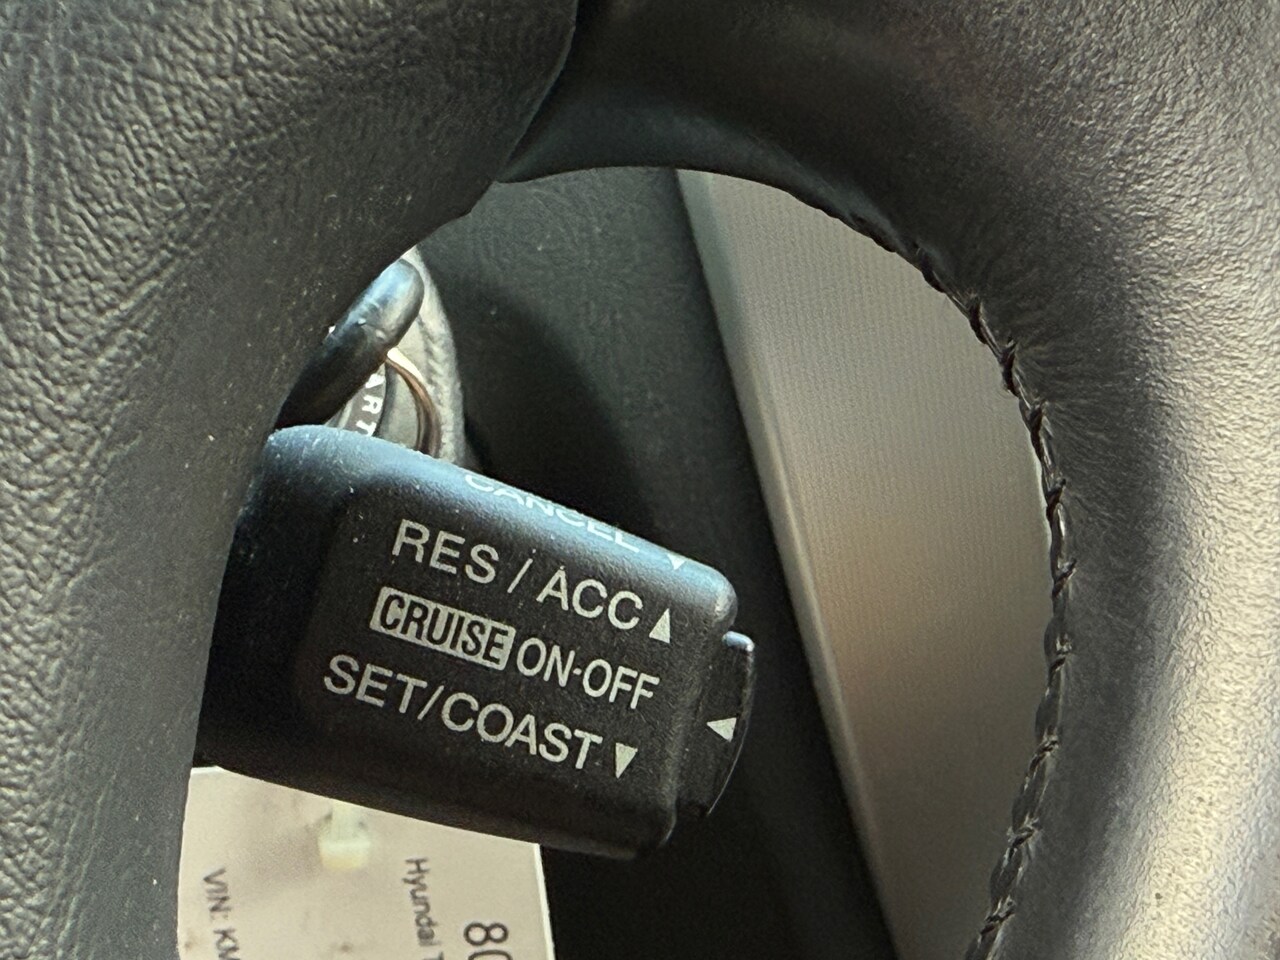 CANCEL ▼
RES / ACC ▲
CRUISE ON·OFF
SET/COAST ▼
◀
VIN:
Hyundai